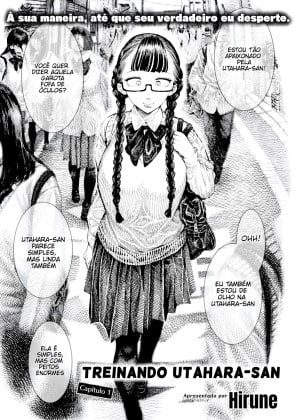 À sua maneira, até que seu verdadeiro eu desperte.
ESTOU TÃO
APAIXONADO
PELA
UTAHARA-SAN!
VOCÊ QUER
DIZER AQUELA
GAROTA
FOFA DE
ÓCULOS?
OHH!
UTAHARA-SAN
PARECE
SIMPLES,
MAS LINDA
TAMBÉM
EU TAMBÉM
ESTOU DE
OLHO NA
UTAHARA-SAN
ELA É
SIMPLES, MAS
COM PEITOS
ENORMES
TREINANDO UTAHARA-SAN
Capítulo 1
Apresentada por Hirune